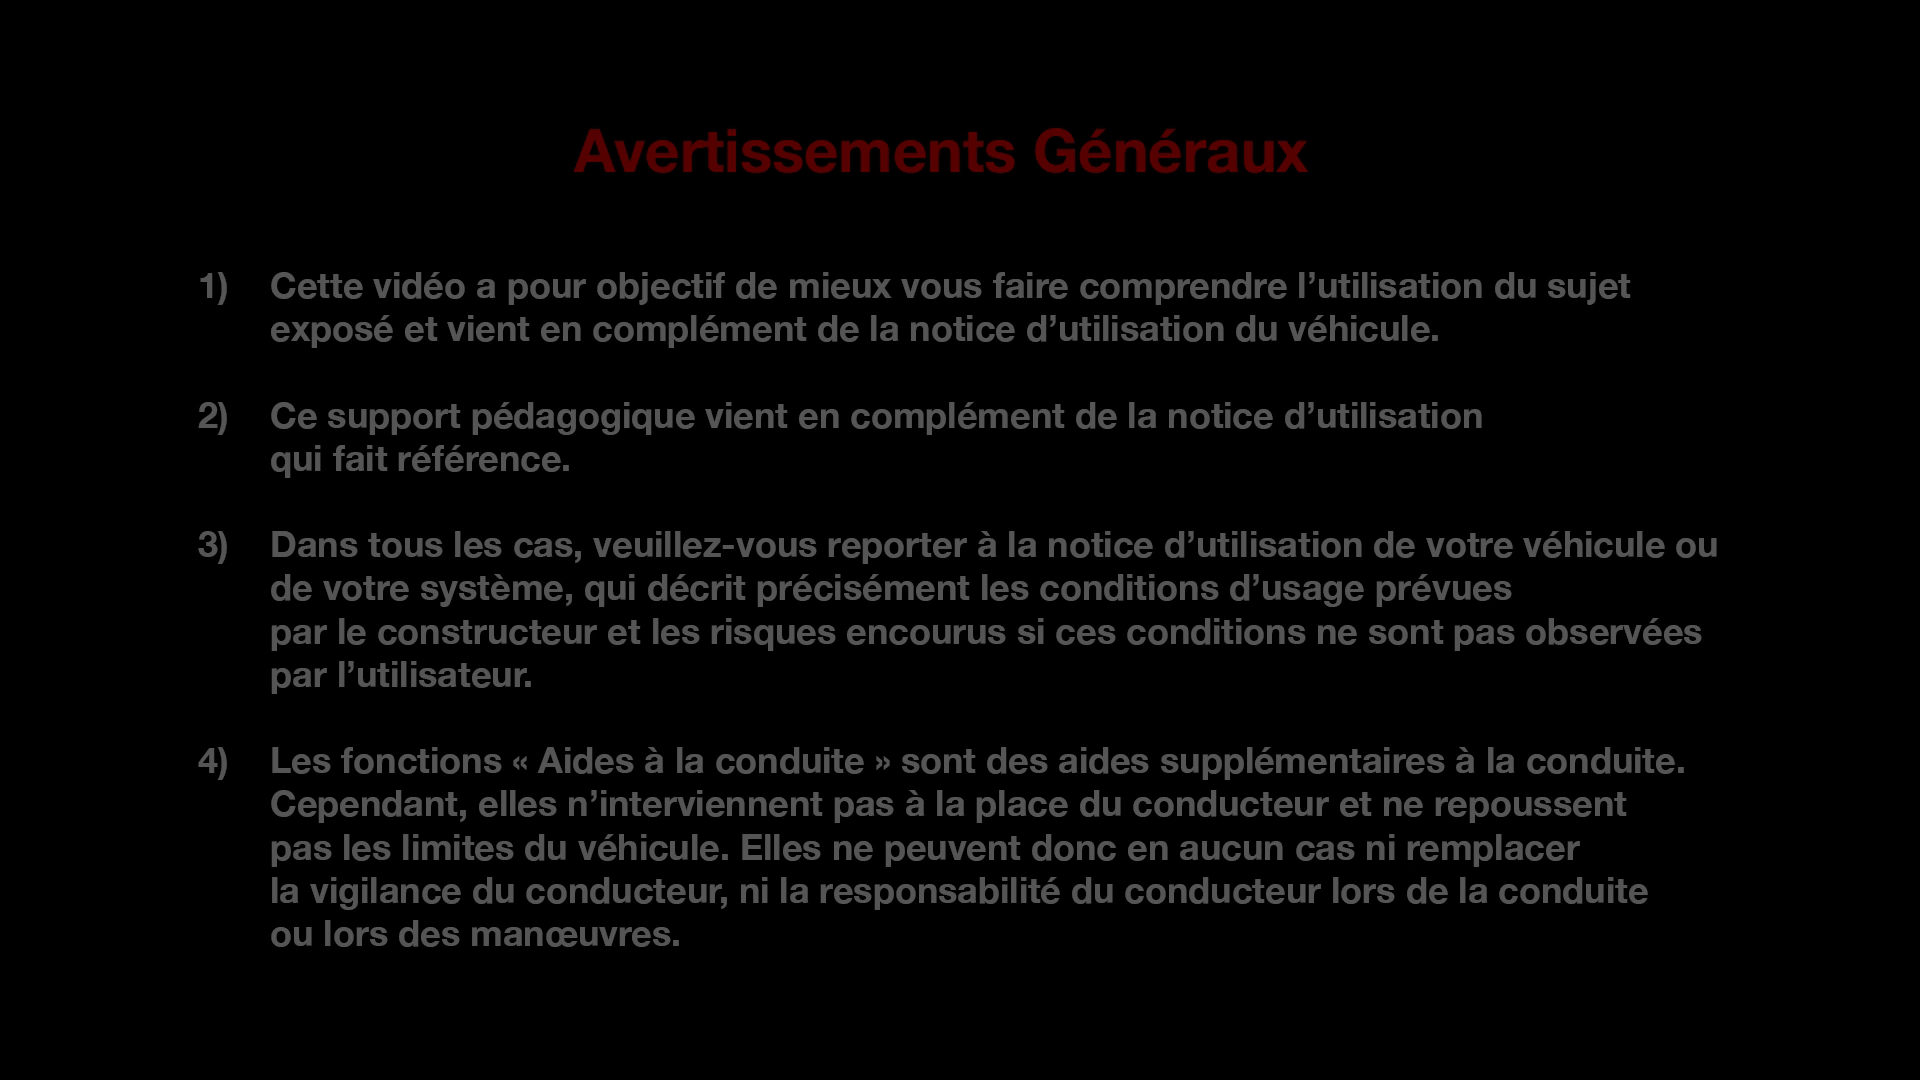 Avertissements Généraux
1) Cette vidéo a pour objectif de mieux vous faire comprendre l’utilisation du sujet
exposé et vient en complément de la notice d’utilisation du véhicule.
2) Ce support pédagogique vient en complément de la notice d’utilisation
qui fait référence.
3) Dans tous les cas, veuillez-vous reporter à la notice d’utilisation de votre véhicule ou
de votre système, qui décrit précisément les conditions d’usage prévues
par le constructeur et les risques encourus si ces conditions ne sont pas observées
par l’utilisateur.
4) Les fonctions « Aides à la conduite » sont des aides supplémentaires à la conduite.
Cependant, elles n’interviennent pas à la place du conducteur et ne repoussent
pas les limites du véhicule. Elles ne peuvent donc en aucun cas ni remplacer
la vigilance du conducteur, ni la responsabilité du conducteur lors de la conduite
ou lors des manœuvres.